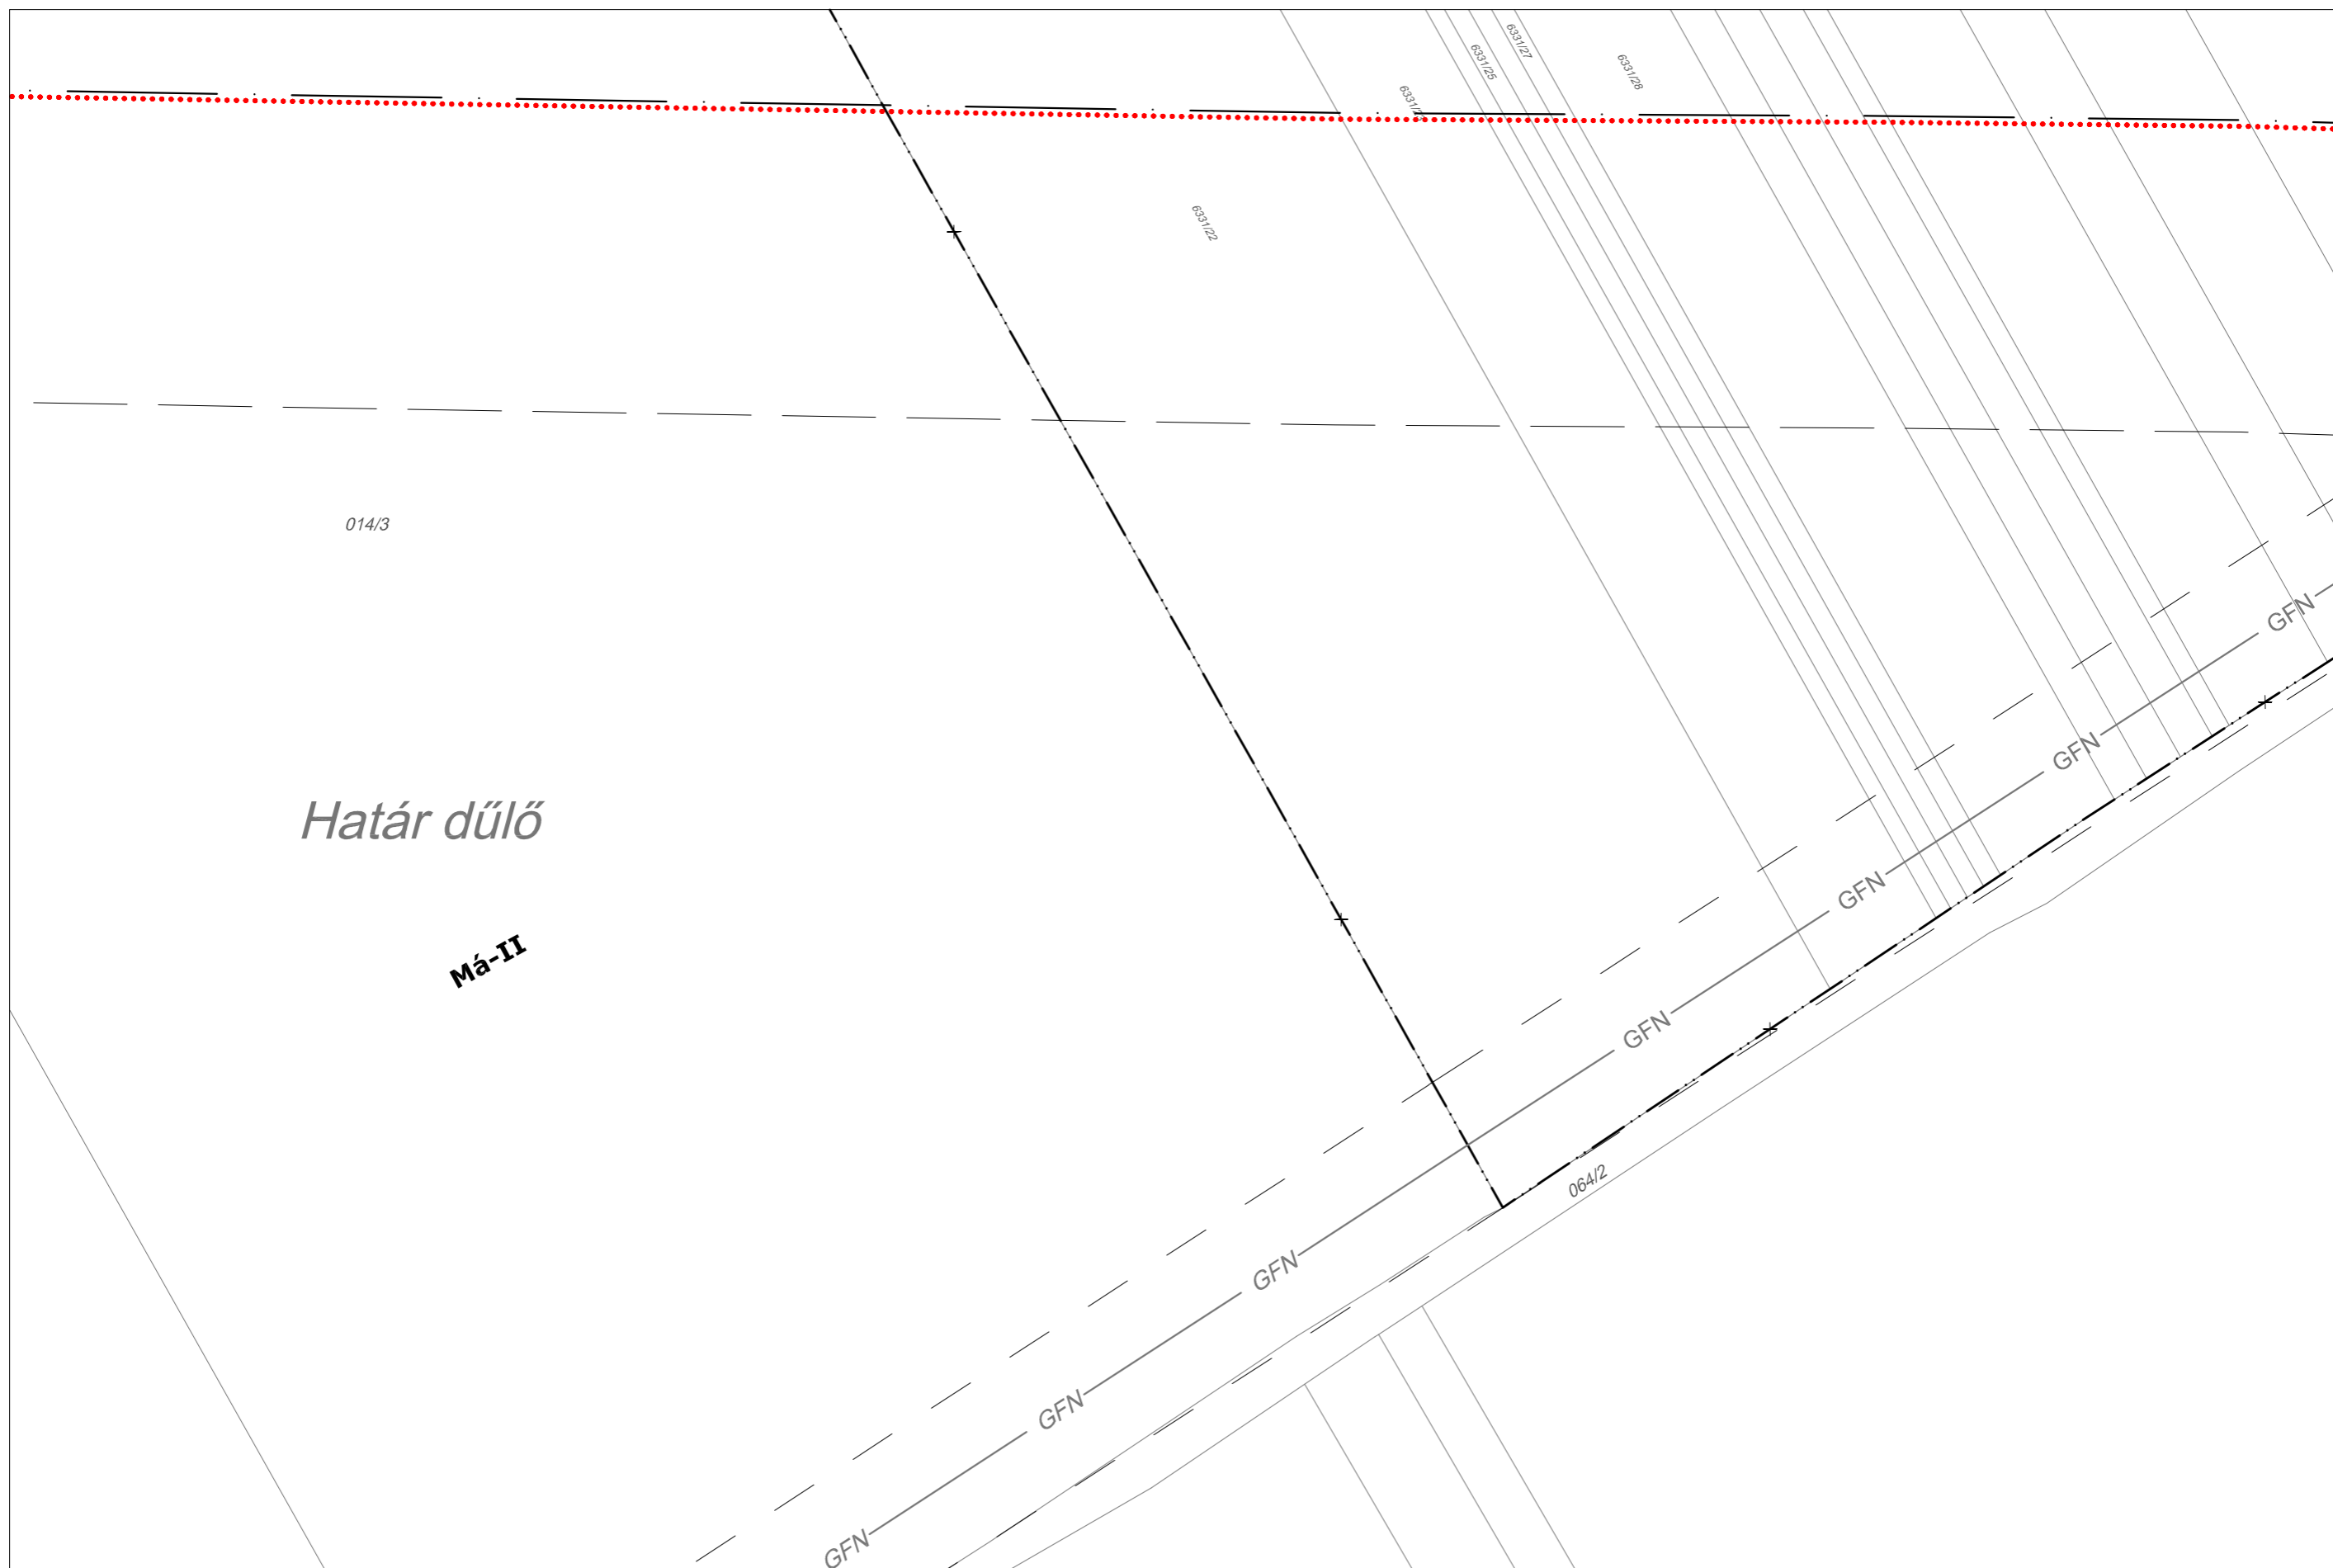 6331/27
6331/25
6331/28
6331/22
014/3
GFN
GFN
Határ dűlő
GFN
Má-II
GFN
064/2
GFN
GFN
GFN